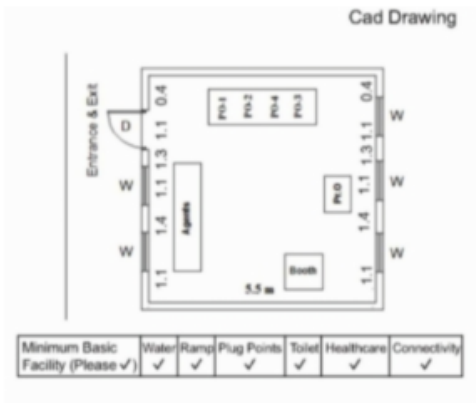 Cad Drawing
Entrance & Exit
D
W
W
W
W
W
0.4
1.1
1.3
1.1
1.4
1.1
PO-1
PO-2
PO-4
PO-3
Agents
Pr.O
Booth
5.5 m
0.4
1.1
1.3
1.1
1.4
1.1
Minimum Basic Facility (Please ✓) Water Ramp Plug Points Toilet Healthcare Connectivity
✓ ✓ ✓ ✓ ✓ ✓